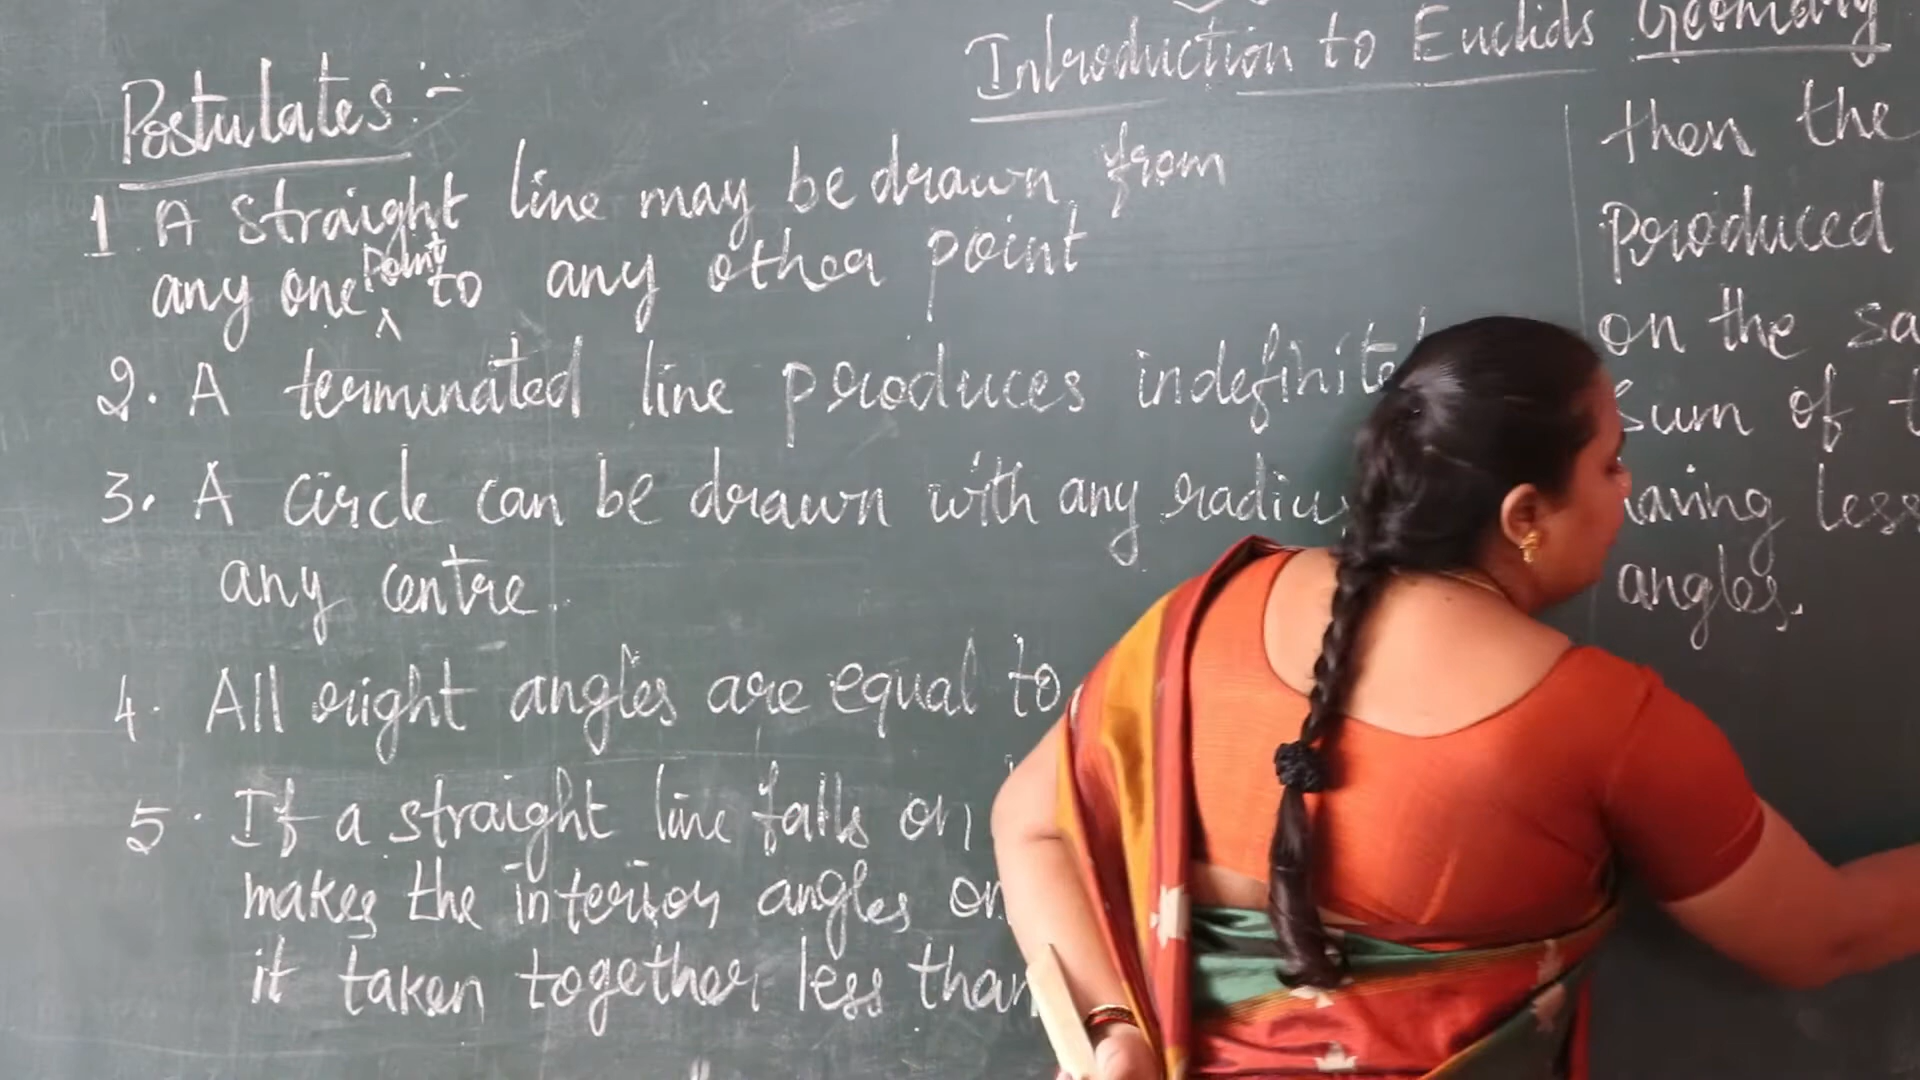 Introduction to Euclids Geometry
Postulates :-
1 A straight line may be drawn from
any one point to any other point
2. A terminated line produces
3. A circle can be drawn with any radius
any centre.
4. All right angles are equal to
5. If a straight line falls on
makes the interior angles on
it taken together less than
then the
produced
on the
Sum of
having less
angles.